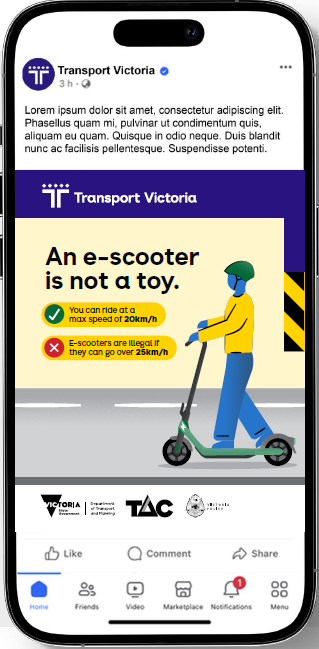 Transport Victoria
3 h ·
Lorem ipsum dolor sit amet, consectetur adipiscing elit.
Phasellus quam mi, pulvinar ut condimentum quis,
aliquam eu quam. Quisque in odio neque. Duis blandit
nunc ac facilisis pellentesque. Suspendisse potenti.
Transport Victoria
An e-scooter
is not a toy.
You can ride at a
max speed of 20km/h
E-scooters are illegal if
they can go over 25km/h
VICTORIA
State
Government
Department
of Transport
and Planning
TAC
Victoria
Police
Like
Comment
Share
1
Home
Friends
Video
Marketplace
Notifications
Menu